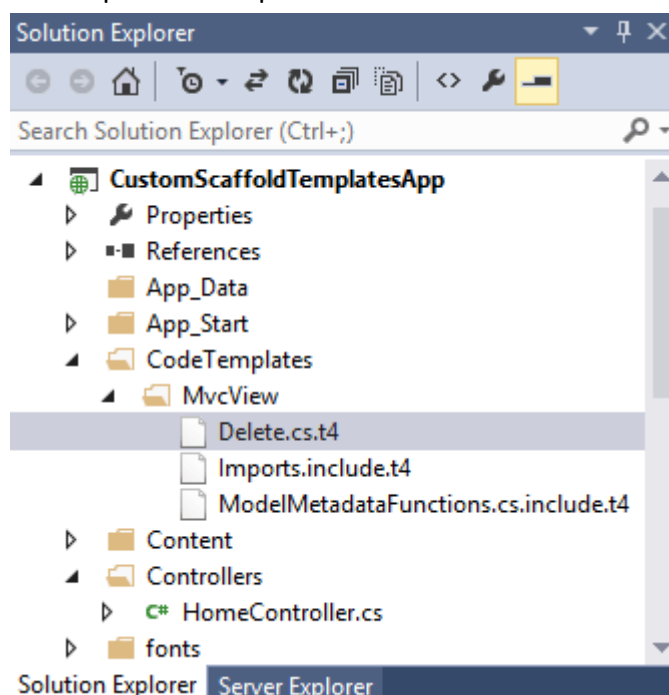 Solution Explorer
Search Solution Explorer (Ctrl+;)
CustomScaffoldTemplatesApp
Properties
References
App_Data
App_Start
CodeTemplates
MvcView
Delete.cs.t4
Imports.include.t4
ModelMetadataFunctions.cs.include.t4
Content
Controllers
C# HomeController.cs
fonts
Solution Explorer Server Explorer